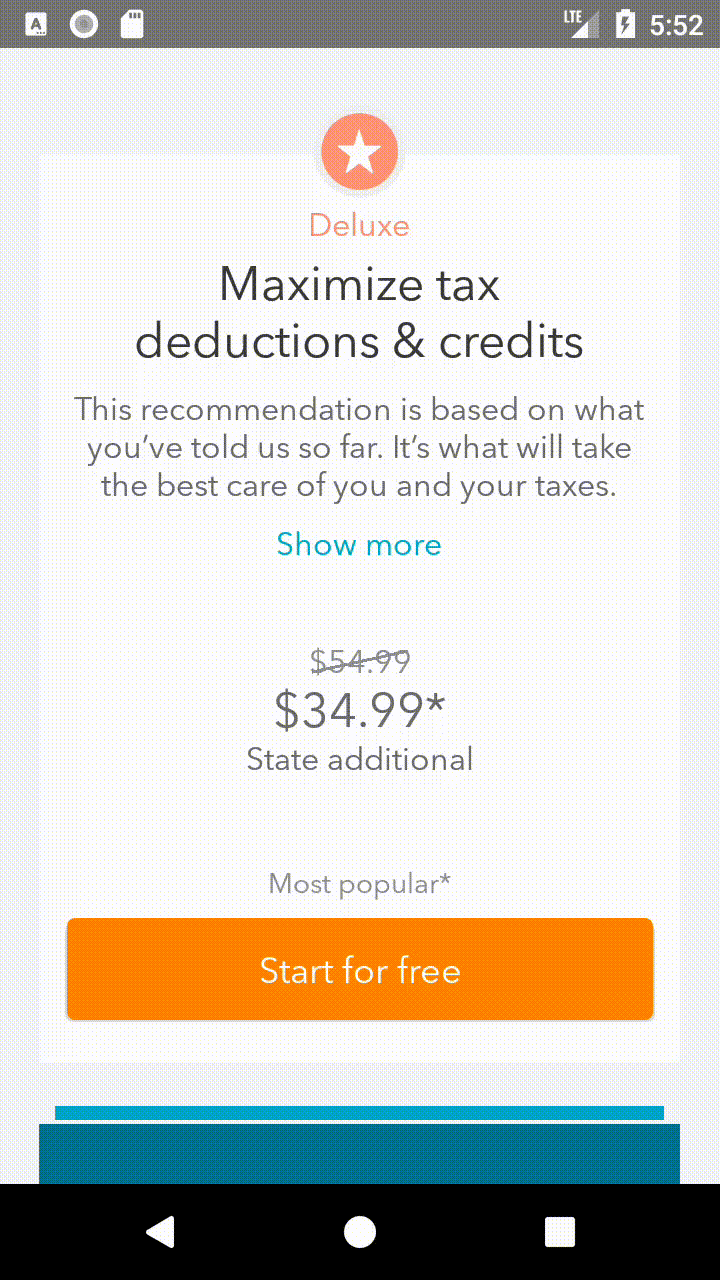 LTE 5:52
Deluxe
Maximize tax
deductions & credits
This recommendation is based on what
you’ve told us so far. It’s what will take
the best care of you and your taxes.
Show more
$54.99
$34.99*
State additional
Most popular*
Start for free